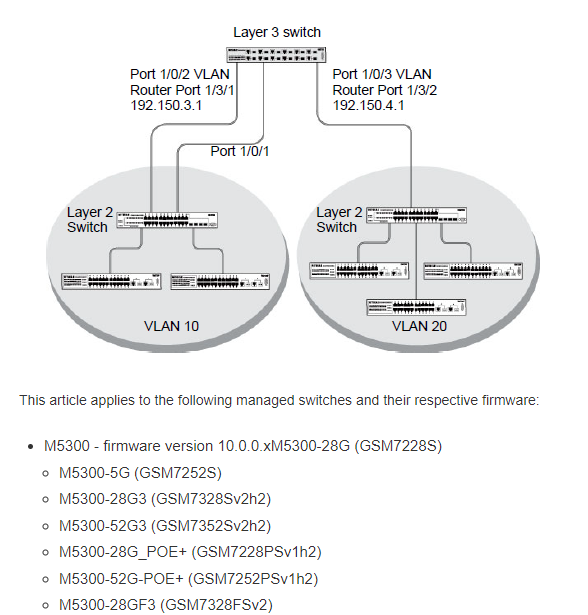 Layer 3 switch
Port 1/0/2 VLAN
Router Port 1/3/1
192.150.3.1
Port 1/0/3 VLAN
Router Port 1/3/2
192.150.4.1
Port 1/0/1
Layer 2
Switch
Layer 2
Switch
VLAN 10
VLAN 20
This article applies to the following managed switches and their respective firmware:
M5300 - firmware version 10.0.0.xM5300-28G (GSM7228S)
M5300-5G (GSM7252S)
M5300-28G3 (GSM7328Sv2h2)
M5300-52G3 (GSM7352Sv2h2)
M5300-28G_POE+ (GSM7228PSv1h2)
M5300-52G-POE+ (GSM7252PSv1h2)
M5300-28GF3 (GSM7328FSv2)